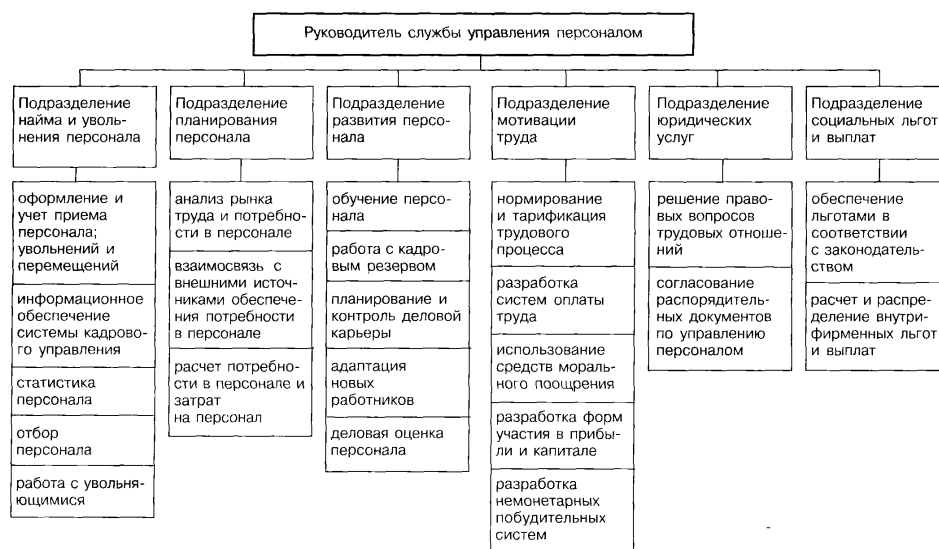 Руководитель службы управления персоналом
Подразделение
найма и уволь-
нения персонала
оформление и
учет приема
персонала;
увольнений и
перемещений
информационное
обеспечение
системы кадрового
управления
статистика
персонала
отбор
персонала
работа с увольня-
ющимися
Подразделение
планирования
персонала
анализ рынка
труда и потребно-
сти в персонале
взаимосвязь с
внешними источ-
никами обеспече-
ния потребности
в персонале
расчет потребно-
сти в персонале и
затрат
на персонал
Подразделение
развития персо-
нала
обучение персо-
нала
работа с кадро-
вым резервом
планирование и
контроль деловой
карьеры
адаптация
новых
работников
деловая оценка
персонала
Подразделение
мотивации
труда
нормирование
и тарификация
трудового
процесса
разработка
систем оплаты
труда
использование
средств мораль-
ного поощрения
разработка форм
участия в прибы-
ли и капитале
разработка
немонетарных
побудительных
систем
Подразделение
юридических
услуг
решение право-
вых вопросов
трудовых отноше-
ний
согласование
распорядитель-
ных документов
по управлению
персоналом
Подразделение
социальных льгот
и выплат
обеспечение
льготами в
соответствии
с законодатель-
ством
расчет и распре-
деление внутри-
фирменных льгот
и выплат